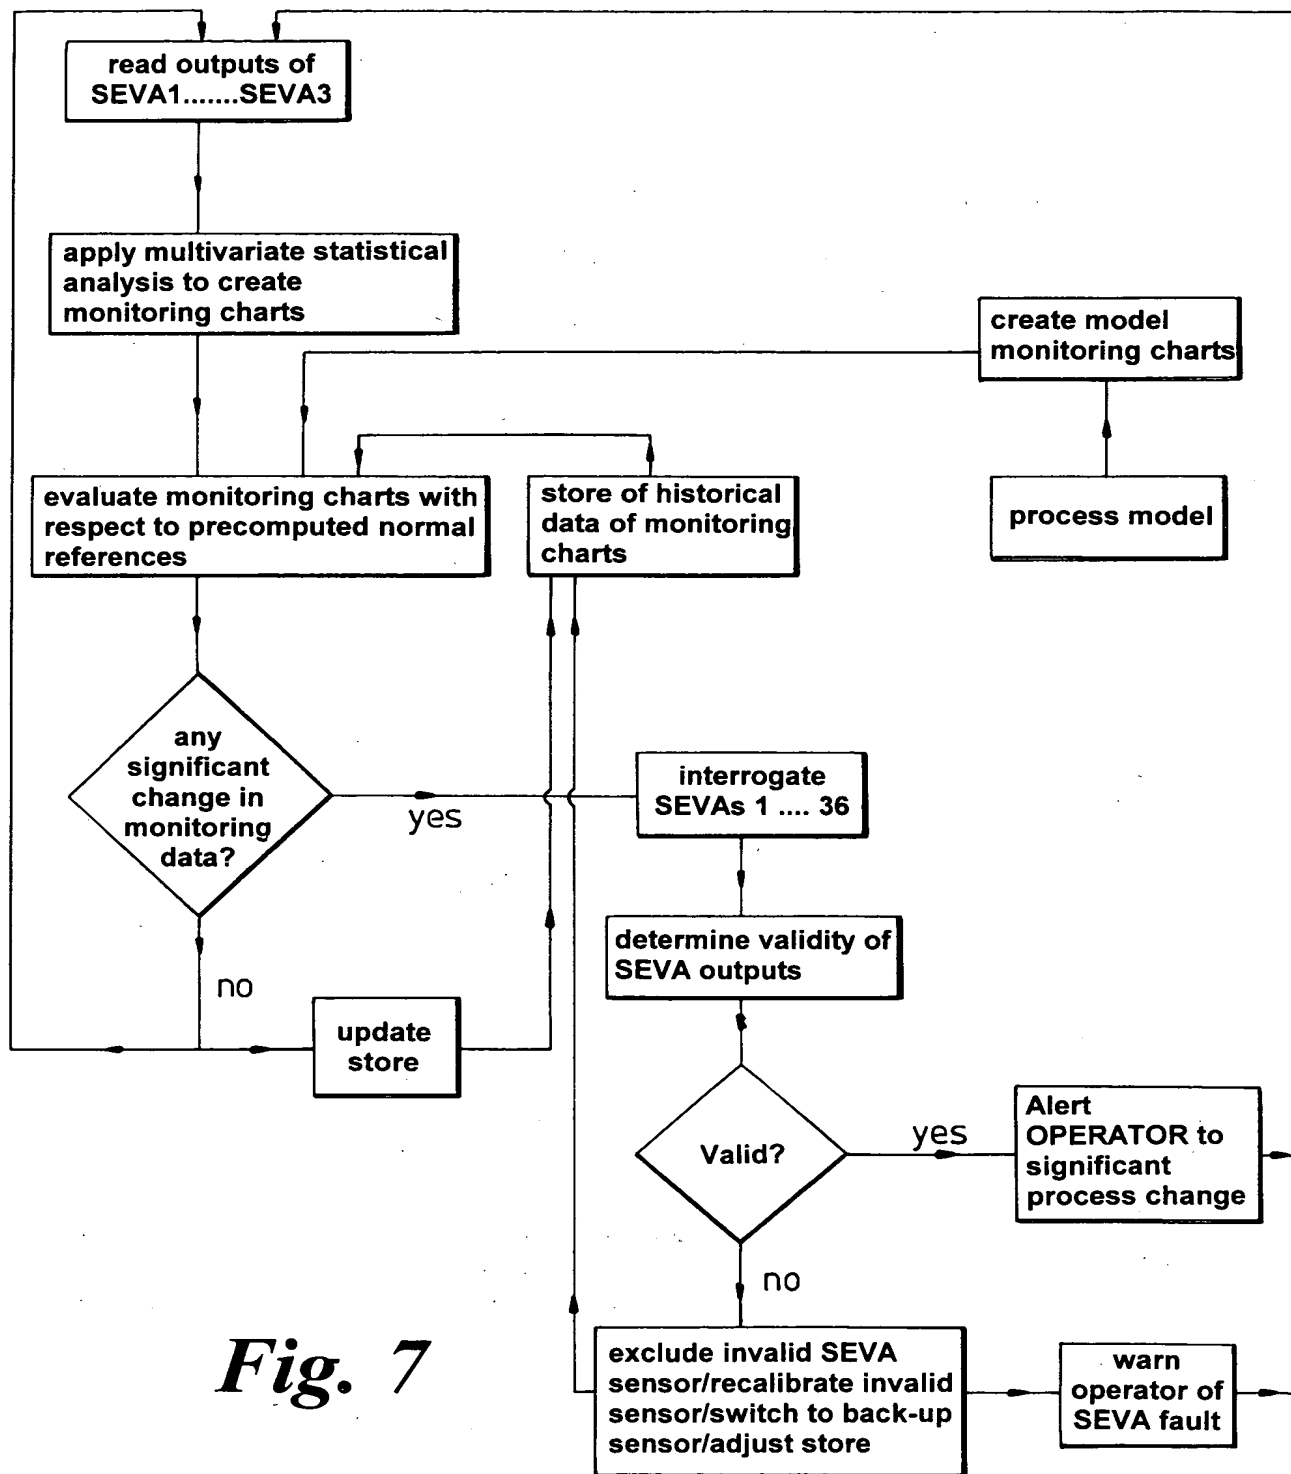 read outputs of
SEVA1.......SEVA3
apply multivariate statistical
analysis to create
monitoring charts
create model
monitoring charts
evaluate monitoring charts with
respect to precomputed normal
references
store of historical
data of monitoring
charts
process model
any
significant
change in
monitoring
data?
yes
interrogate
SEVAs 1 .... 36
determine validity of
SEVA outputs
no
update
store
Valid?
yes
Alert
OPERATOR to
significant
process change
no
exclude invalid SEVA
sensor/recalibrate invalid
sensor/switch to back-up
sensor/adjust store
warn
operator of
SEVA fault
Fig. 7